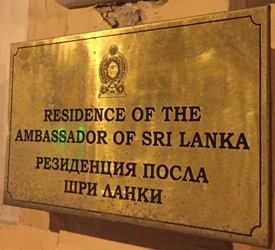 RESIDENCE OF THE
AMBASSADOR OF SRI LANKA
РЕЗИДЕНЦИЯ ПОСЛА
ШРИ ЛАНКИ